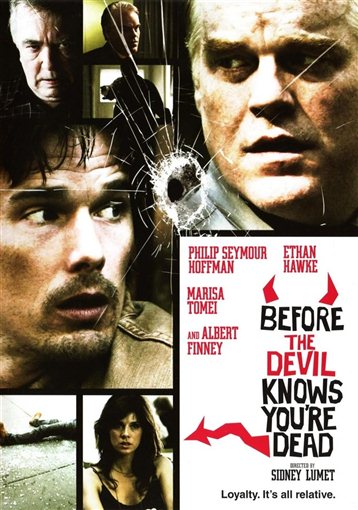 PHILIP SEYMOUR
HOFFMAN
ETHAN
HAWKE
MARISA
TOMEI
AND ALBERT
FINNEY
BEFORE
THE
DEVIL
KNOWS
YOU'RE
DEAD
DIRECTED BY
SIDNEY LUMET
Loyalty. It's all relative.